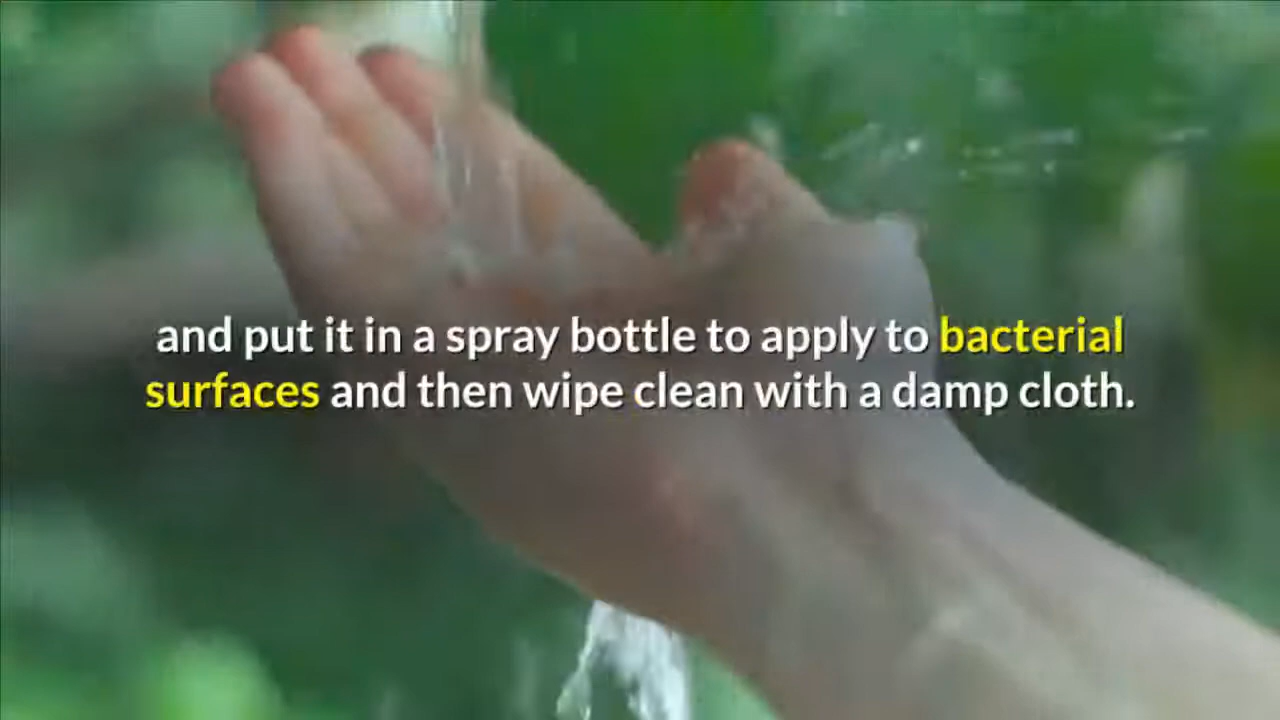 and put it in a spray bottle to apply to bacterial
surfaces and then wipe clean with a damp cloth.